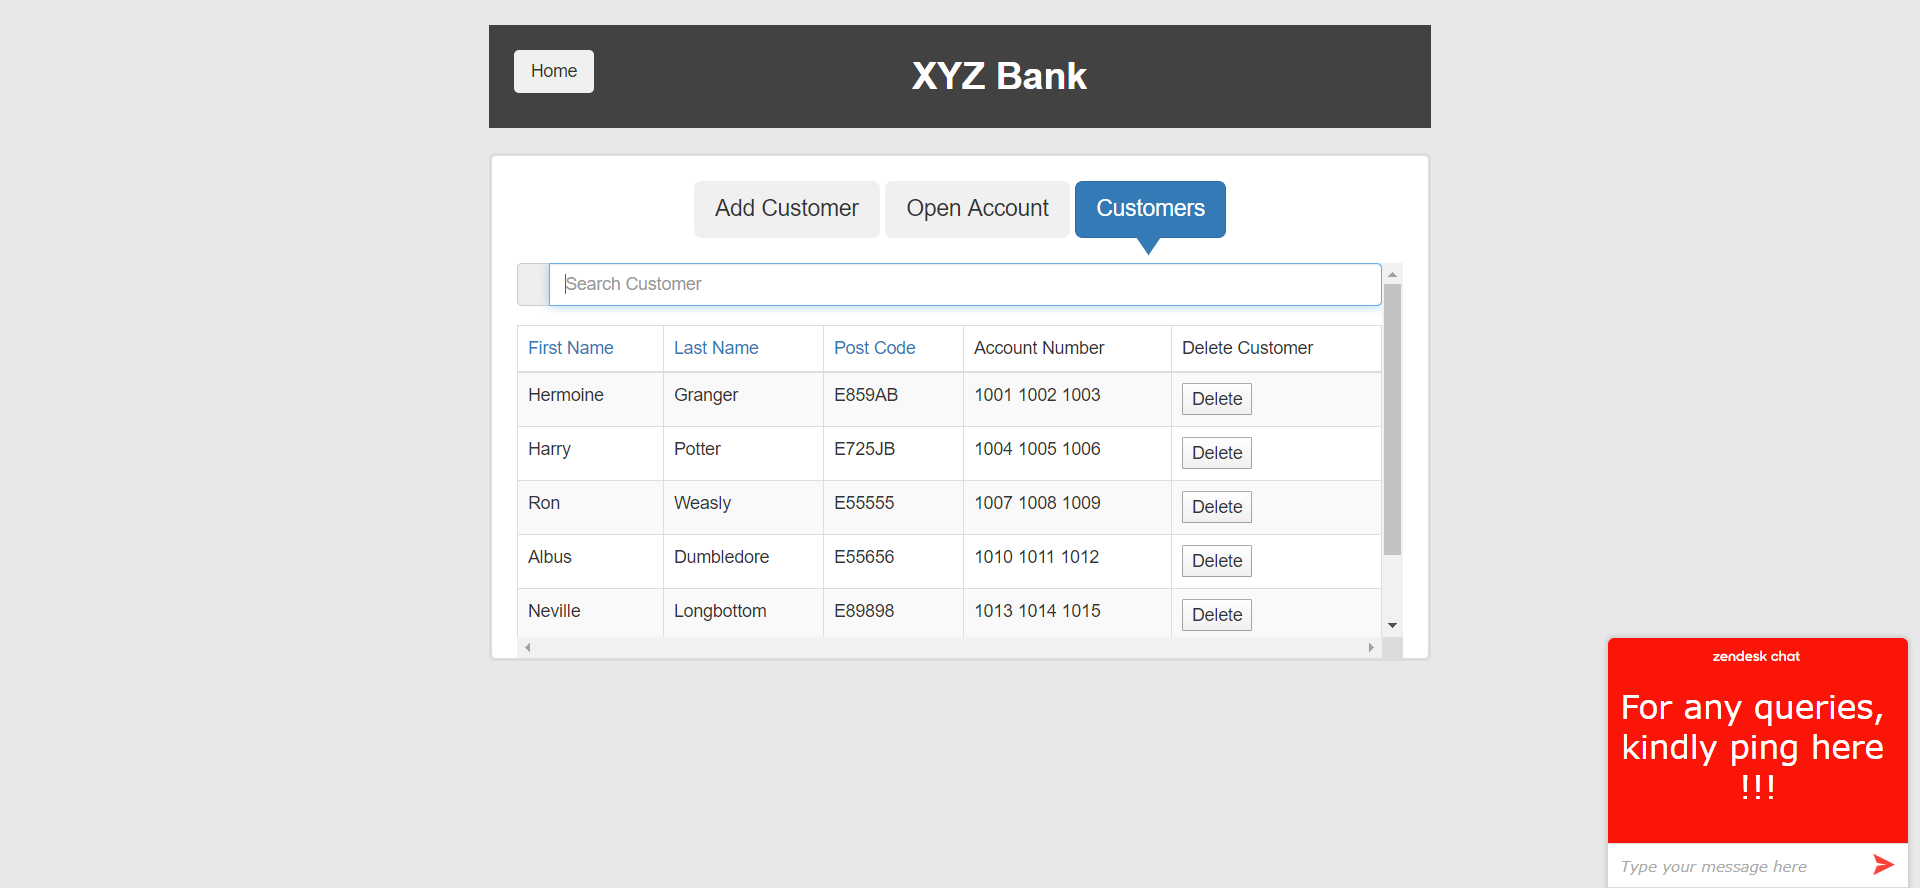 Home
XYZ Bank
Add Customer Open Account Customers
Search Customer
First Name Last Name Post Code Account Number Delete Customer
Hermoine Granger E859AB 1001 1002 1003 Delete
Harry Potter E725JB 1004 1005 1006 Delete
Ron Weasly E55555 1007 1008 1009 Delete
Albus Dumbledore E55656 1010 1011 1012 Delete
Neville Longbottom E89898 1013 1014 1015 Delete
zendesk chat
For any queries,
kindly ping here
!!!
Type your message here